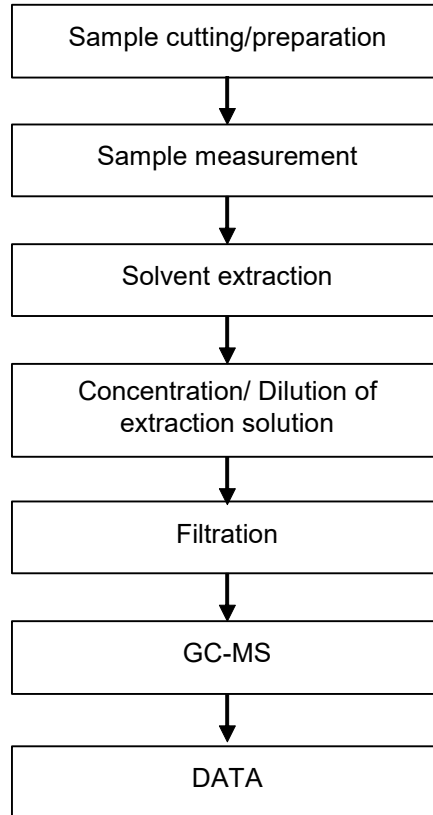 Sample cutting/preparation
Sample measurement
Solvent extraction
Concentration/ Dilution of
extraction solution
Filtration
GC-MS
DATA